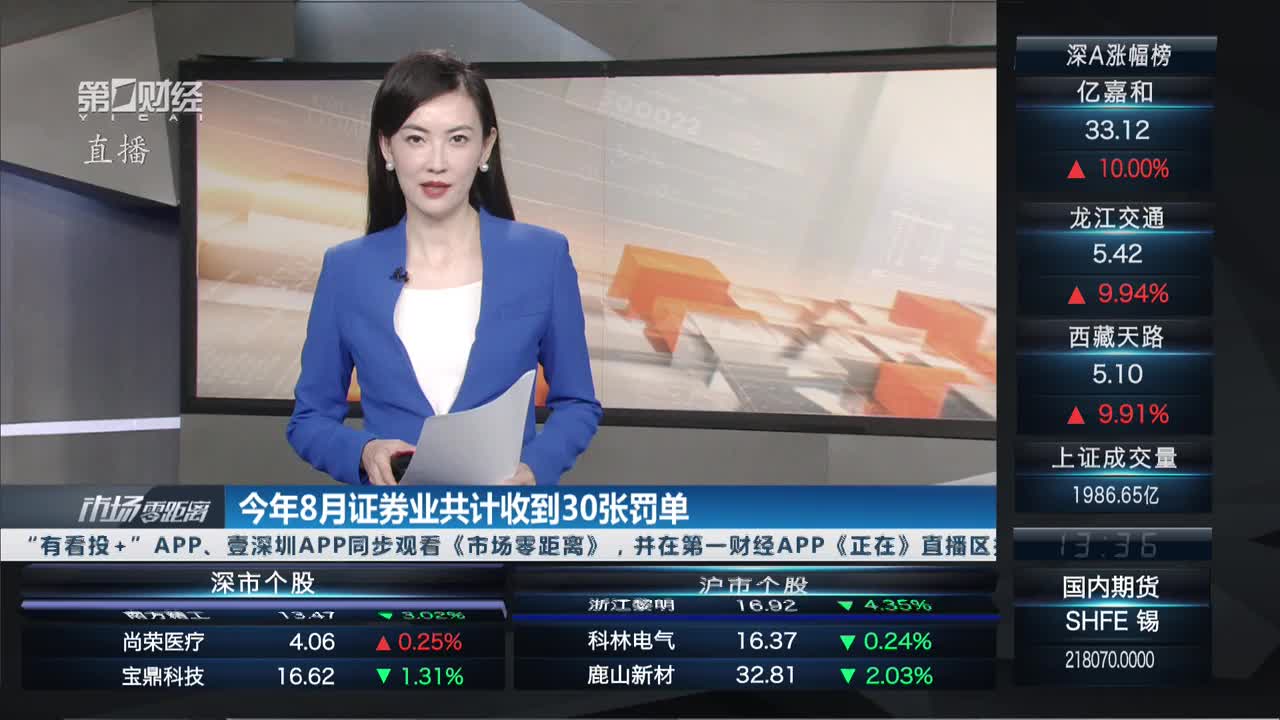 第一财经
YICAI
直播
市场零距离
今年8月证券业共计收到30张罚单
“有看投+”APP、壹深圳APP同步观看《市场零距离》，并在第一财经APP《正在》直播区
深市个股
南方精工 13.47 ▼ 3.02%
尚荣医疗 4.06 ▲ 0.25%
宝鼎科技 16.62 ▼ 1.31%
沪市个股
浙江黎明 16.92 ▼ 4.35%
科林电气 16.37 ▼ 0.24%
鹿山新材 32.81 ▼ 2.03%
深A涨幅榜
亿嘉和
33.12
▲ 10.00%
龙江交通
5.42
▲ 9.94%
西藏天路
5.10
▲ 9.91%
上证成交量
1986.65亿
13:36
国内期货
SHFE 锡
218070.0000